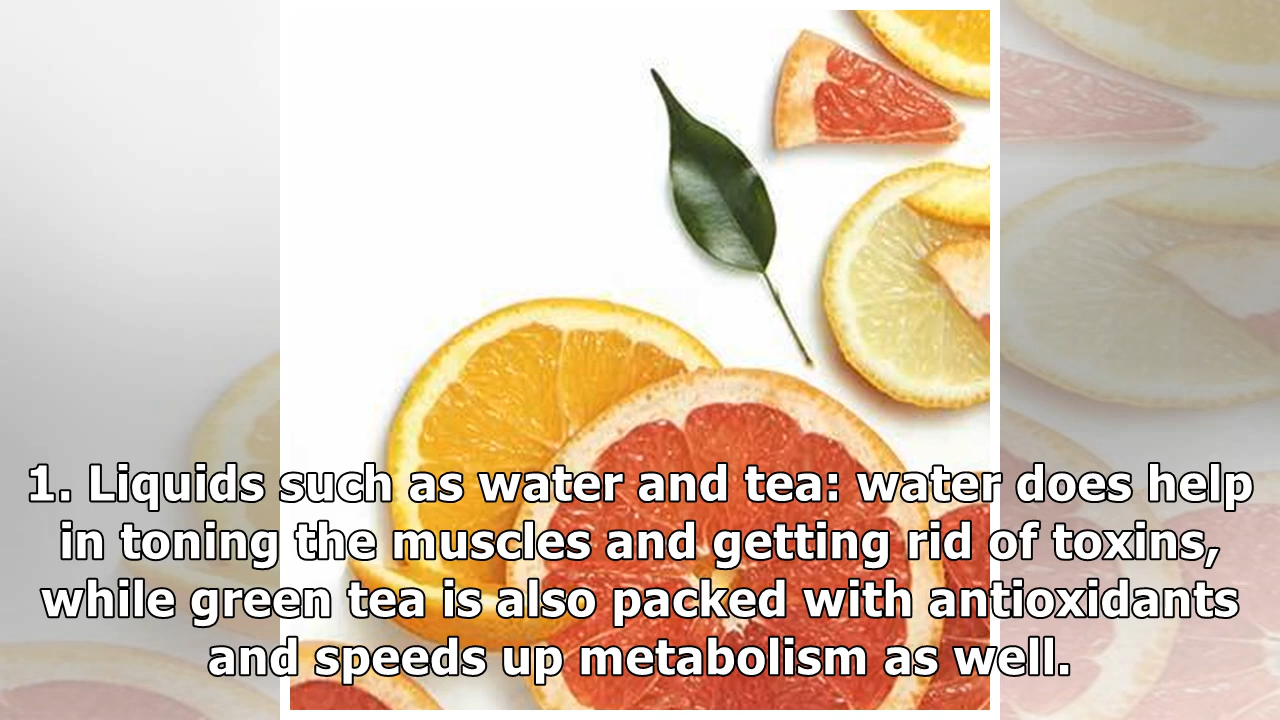 1. Liquids such as water and tea: water does help
in toning the muscles and getting rid of toxins,
while green tea is also packed with antioxidants
and speeds up metabolism as well.